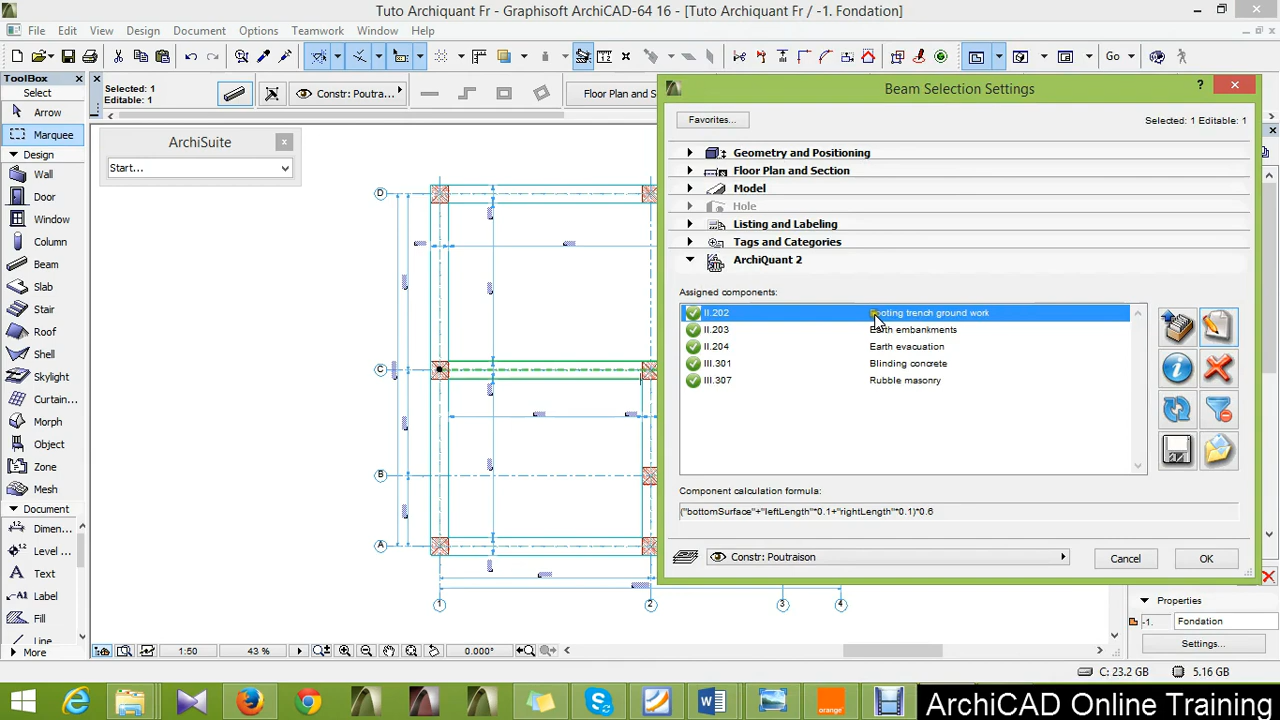 Tuto Archiquant Fr - Graphisoft ArchiCAD-64 16 - [Tuto Archiquant Fr / -1. Fondation]
File Edit View Design Document Options Teamwork Window Help
Go
ToolBox
Select
Arrow
Marquee
Design
Wall
Door
Window
Column
Beam
Slab
Stair
Roof
Shell
Skylight
Curtain...
Morph
Object
Zone
Mesh
Document
Dimen...
Level ...
Text
Label
Fill
Line
More
Selected: 1
Editable: 1
Constr: Poutra...
Floor Plan and S
ArchiSuite
Start...
D
C
B
A
1
2
3
4
Beam Selection Settings
?
Favorites...
Selected: 1 Editable: 1
Geometry and Positioning
Floor Plan and Section
Model
Hole
Listing and Labeling
Tags and Categories
ArchiQuant 2
Assigned components:
II.202 Footing trench ground work
II.203 Earth embankments
II.204 Earth evacuation
III.301 Blinding concrete
III.307 Rubble masonry
Component calculation formula:
("bottomSurface"+"leftLength"*0.1+"rightLength"*0.1)*0.6
Constr: Poutraison
Cancel
OK
Properties
-1. Fondation
Settings...
1:50
43 %
0.000°
C: 23.2 GB
5.16 GB
orange
ArchiCAD Online Training